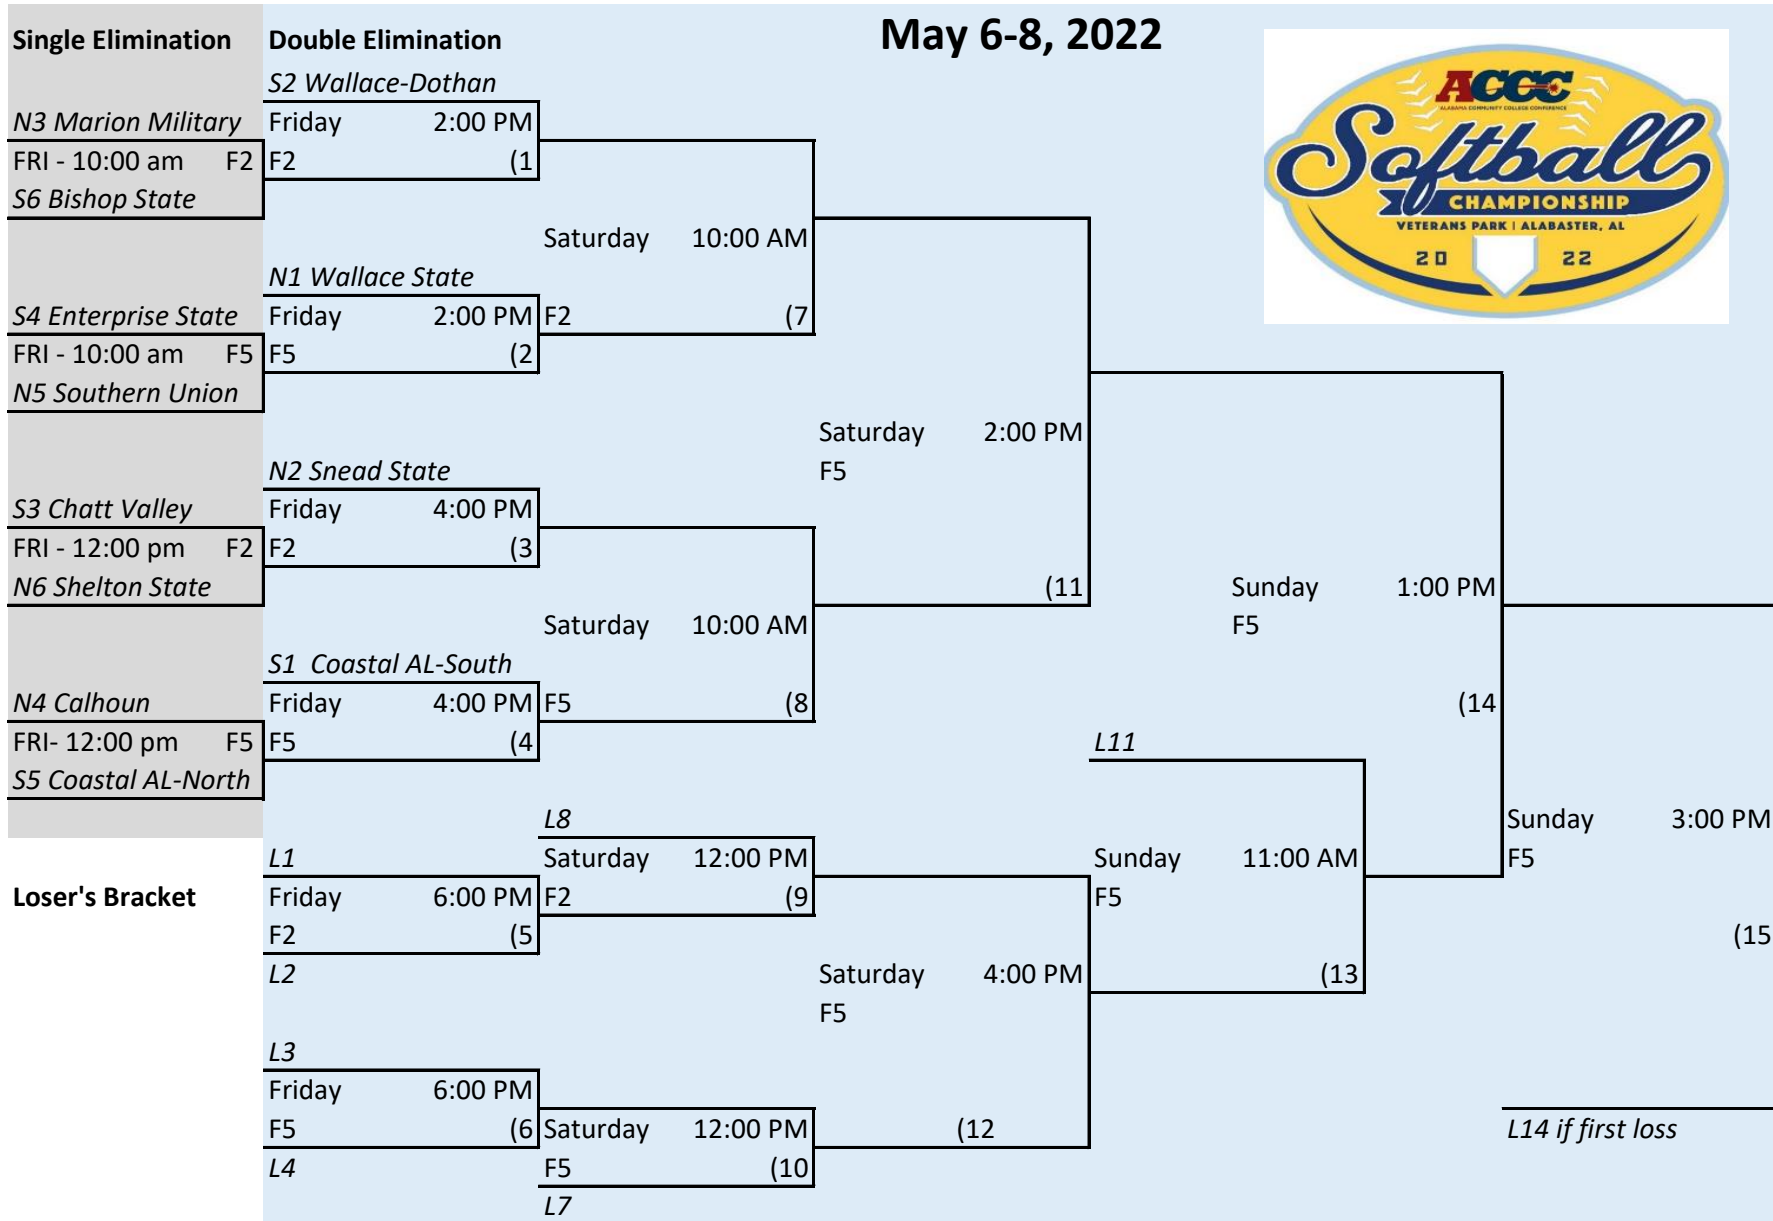 May 6-8, 2022
Single Elimination Double Elimination
S2 Wallace-Dothan
N3 Marion Military Friday 2:00 PM
FRI - 10:00 am F2 F2 (1
S6 Bishop State
Saturday 10:00 AM
N1 Wallace State
S4 Enterprise State Friday 2:00 PM F2 (7
FRI - 10:00 am F5 F5 (2
N5 Southern Union
Saturday 2:00 PM
N2 Snead State F5
S3 Chatt Valley Friday 4:00 PM
FRI - 12:00 pm F2 F2 (3
N6 Shelton State (11 Sunday 1:00 PM
Saturday 10:00 AM F5
S1 Coastal AL-South
N4 Calhoun Friday 4:00 PM F5 (8 (14
FRI- 12:00 pm F5 F5 (4 L11
S5 Coastal AL-North
L8 Sunday 3:00 PM
L1 Saturday 12:00 PM Sunday 11:00 AM F5
Loser's Bracket Friday 6:00 PM F2 (9 F5
F2 (5 (15
L2 Saturday 4:00 PM (13
F5
L3
Friday 6:00 PM
F5 (6 Saturday 12:00 PM (12 L14 if first loss
L4 F5 (10
L7
ACCC
ALABAMA COMMUNITY COLLEGE CONFERENCE
Softball
CHAMPIONSHIP
VETERANS PARK | ALABASTER, AL
20 22